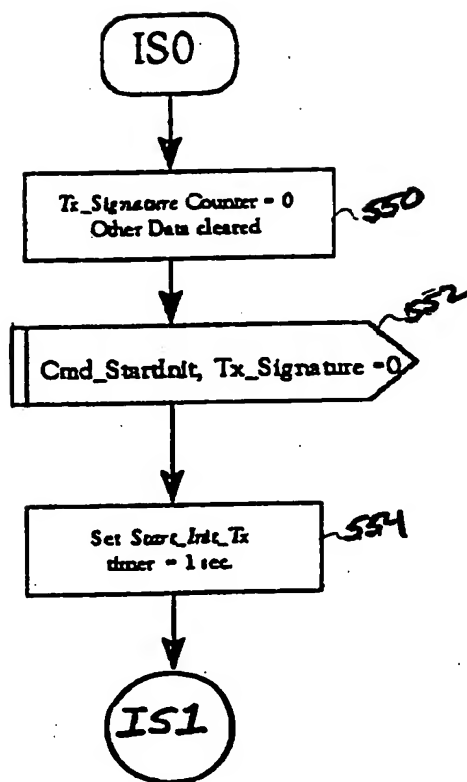 IS0
Tx_Signature Counter = 0
Other Data cleared
550
552
Cmd_StartInit, Tx_Signature =0
Set Start_Init_Tx
timer = 1 sec.
554
IS1